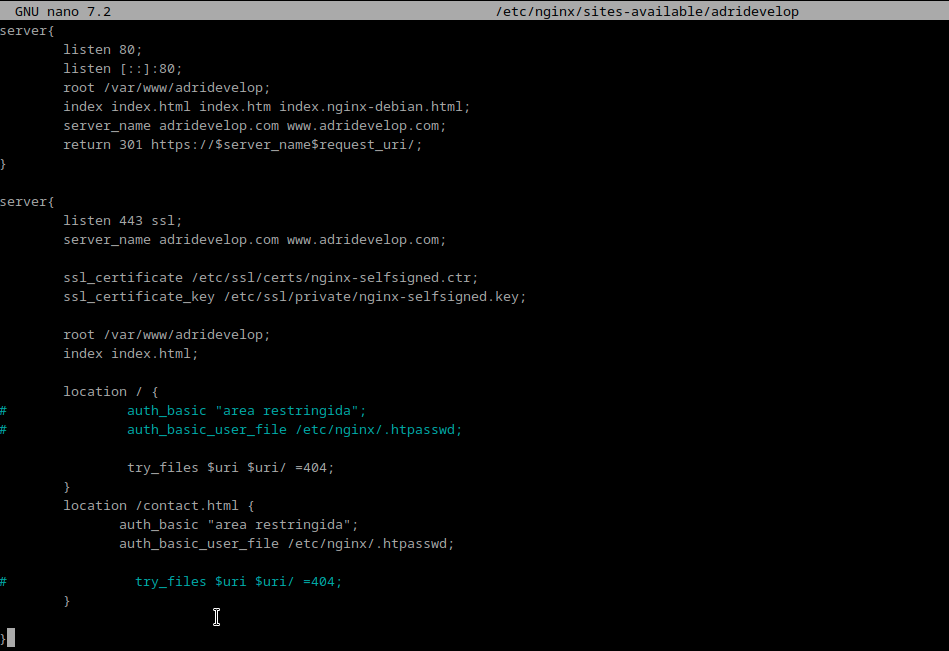 GNU nano 7.2 /etc/nginx/sites-available/adridevelop
server{
listen 80;
listen [::]:80;
root /var/www/adridevelop;
index index.html index.htm index.nginx-debian.html;
server_name adridevelop.com www.adridevelop.com;
return 301 https://$server_name$request_uri/;
}
server{
listen 443 ssl;
server_name adridevelop.com www.adridevelop.com;
ssl_certificate /etc/ssl/certs/nginx-selfsigned.ctr;
ssl_certificate_key /etc/ssl/private/nginx-selfsigned.key;
root /var/www/adridevelop;
index index.html;
location / {
# auth_basic "area restringida";
# auth_basic_user_file /etc/nginx/.htpasswd;
try_files $uri $uri/ =404;
}
location /contact.html {
auth_basic "area restringida";
auth_basic_user_file /etc/nginx/.htpasswd;
# try_files $uri $uri/ =404;
}
}